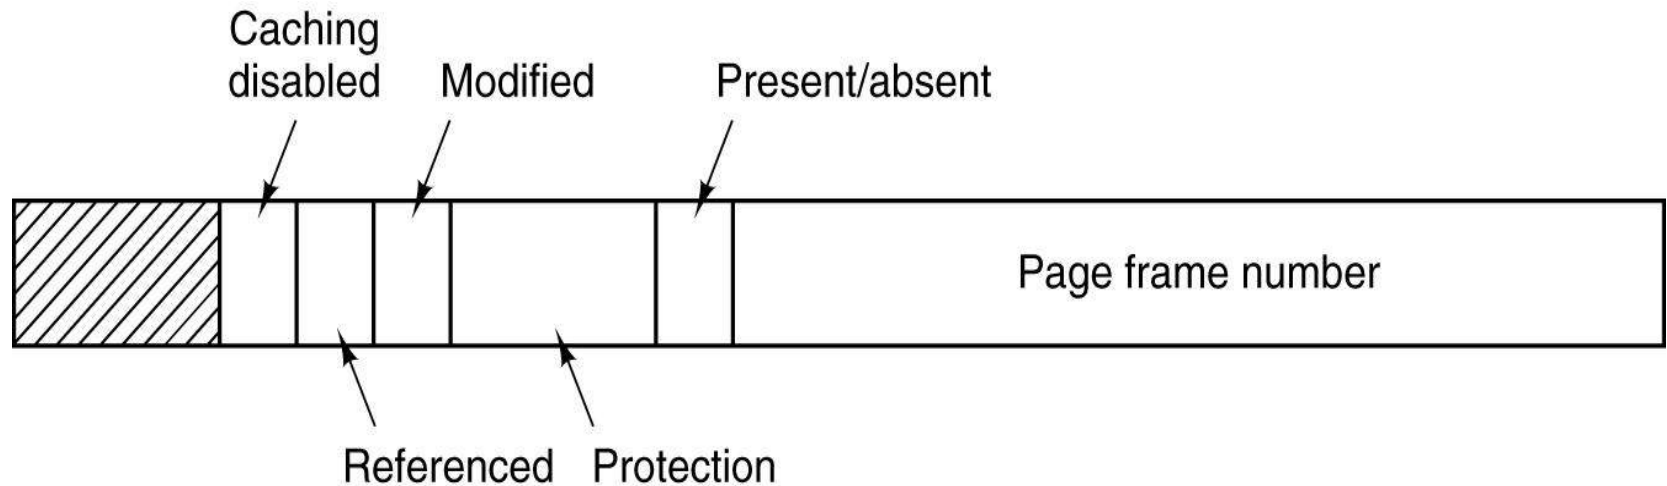 Caching
disabled
Modified
Present/absent
Page frame number
Referenced
Protection